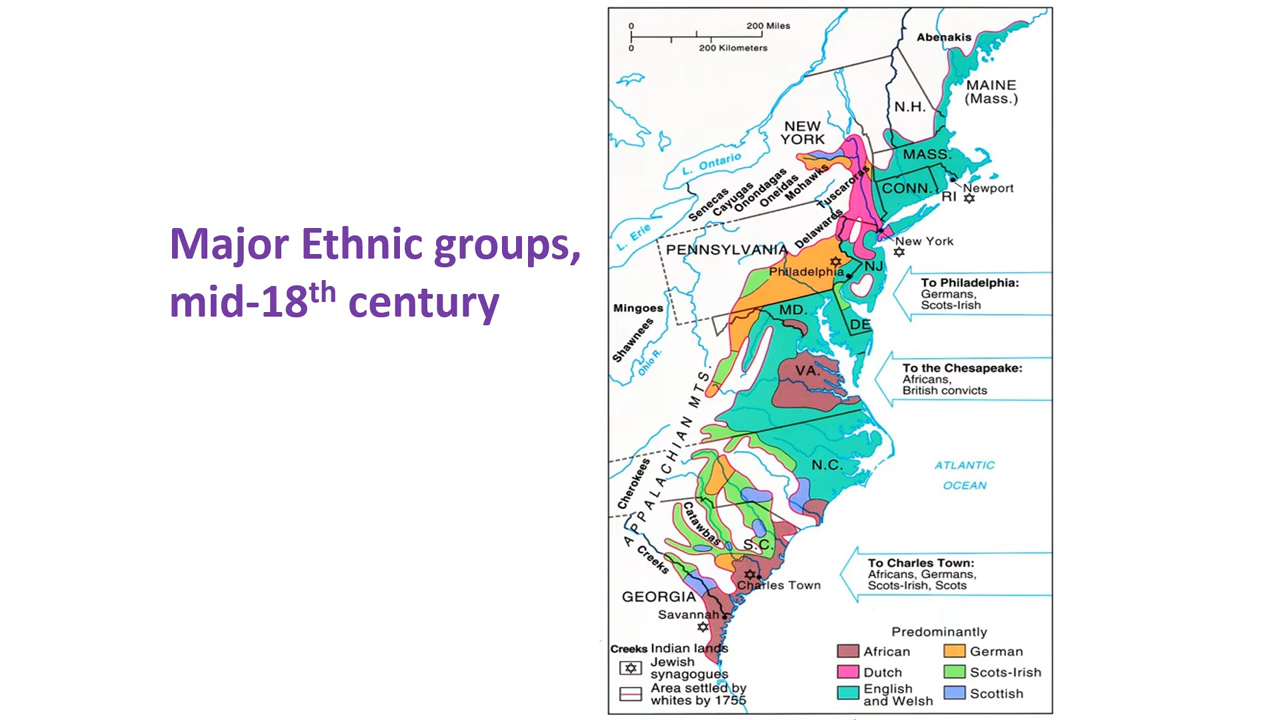 Major Ethnic groups,
mid-18th century
0
200 Miles
0
200 Kilometers
Abenakis
MAINE
(Mass.)
N.H.
NEW
YORK
L. Ontario
MASS.
CONN.
RI
Newport
Senecas
Cayugas
Onondagas
Oneidas
Mohawks
Tuscaroras
L. Erie
Delawares
New York
PENNSYLVANIA
Philadelphia
NJ
To Philadelphia:
Germans,
Scots-Irish
Mingoes
Shawnees
Ohio R.
MD.
DE
VA.
To the Chesapeake:
Africans,
British convicts
APPALACHIAN MTS.
N.C.
ATLANTIC
OCEAN
Cherokees
Catawbas
S.C.
Creeks
To Charles Town:
Africans, Germans,
Scots-Irish, Scots
Charles Town
GEORGIA
Savannah
Creeks Indian lands
Jewish
synagogues
Area settled by
whites by 1755
Predominantly
African
German
Dutch
Scots-Irish
English
and Welsh
Scottish